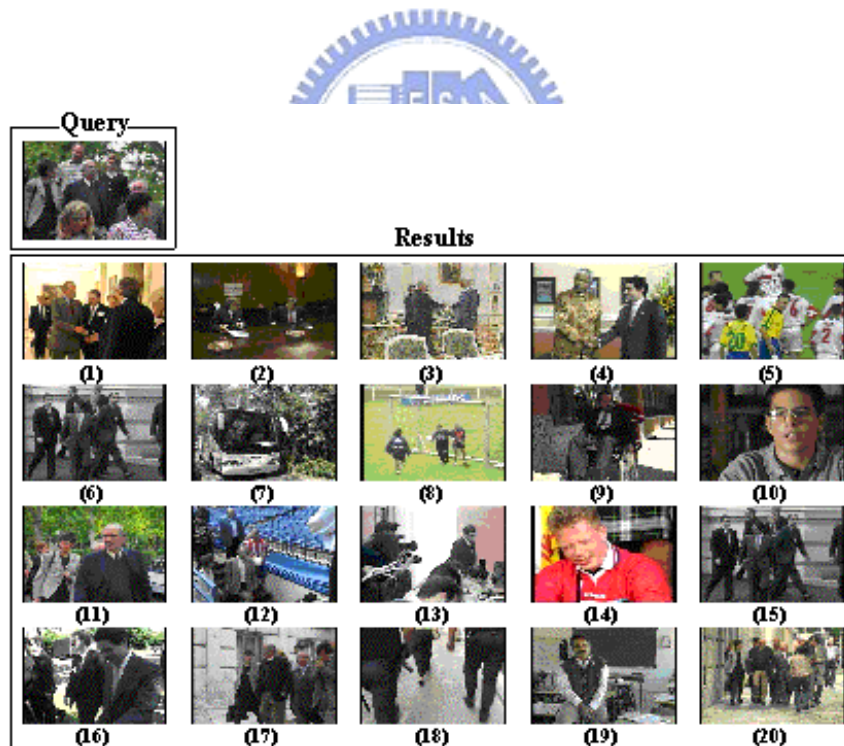 Query
Results
(1) (2) (3) (4) (5)
(6) (7) (8) (9) (10)
(11) (12) (13) (14) (15)
(16) (17) (18) (19) (20)